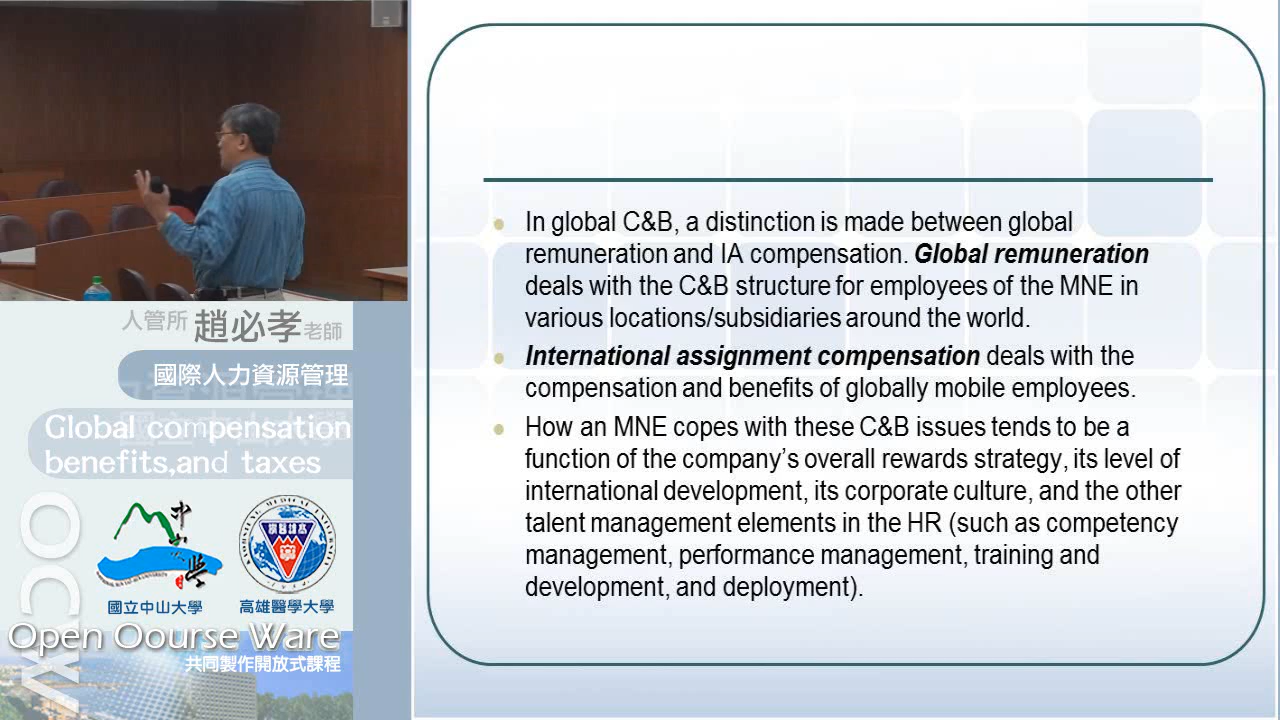 人管所 趙必孝老師
國際人力資源管理
Global compensation
benefits,and taxes
OCW
中山大學
國立中山大學
高雄醫學大學
Open Oourse Ware
共同製作開放式課程
In global C&B, a distinction is made between global
remuneration and IA compensation. Global remuneration
deals with the C&B structure for employees of the MNE in
various locations/subsidiaries around the world.
International assignment compensation deals with the
compensation and benefits of globally mobile employees.
How an MNE copes with these C&B issues tends to be a
function of the company’s overall rewards strategy, its level of
international development, its corporate culture, and the other
talent management elements in the HR (such as competency
management, performance management, training and
development, and deployment).